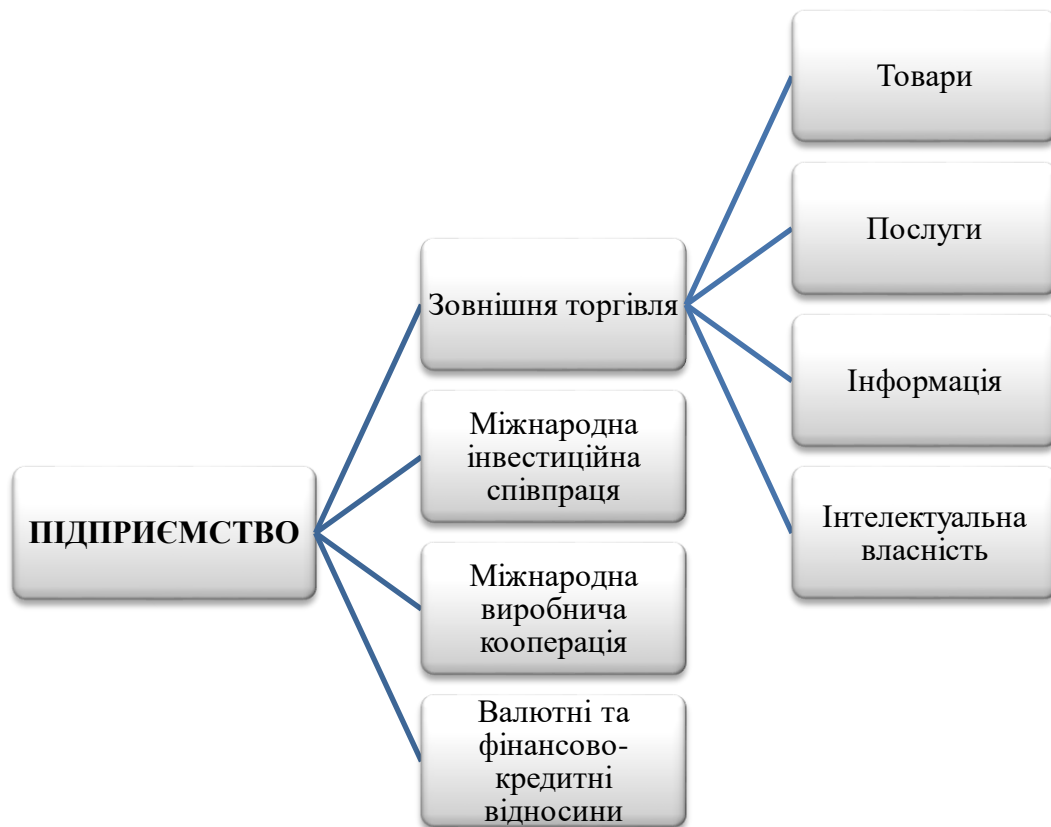 ПІДПРИЄМСТВО
Зовнішня торгівля
Міжнародна
інвестиційна
співпраця
Міжнародна
виробнича
кооперація
Валютні та
фінансово-
кредитні
відносини
Товари
Послуги
Інформація
Інтелектуальна
власність